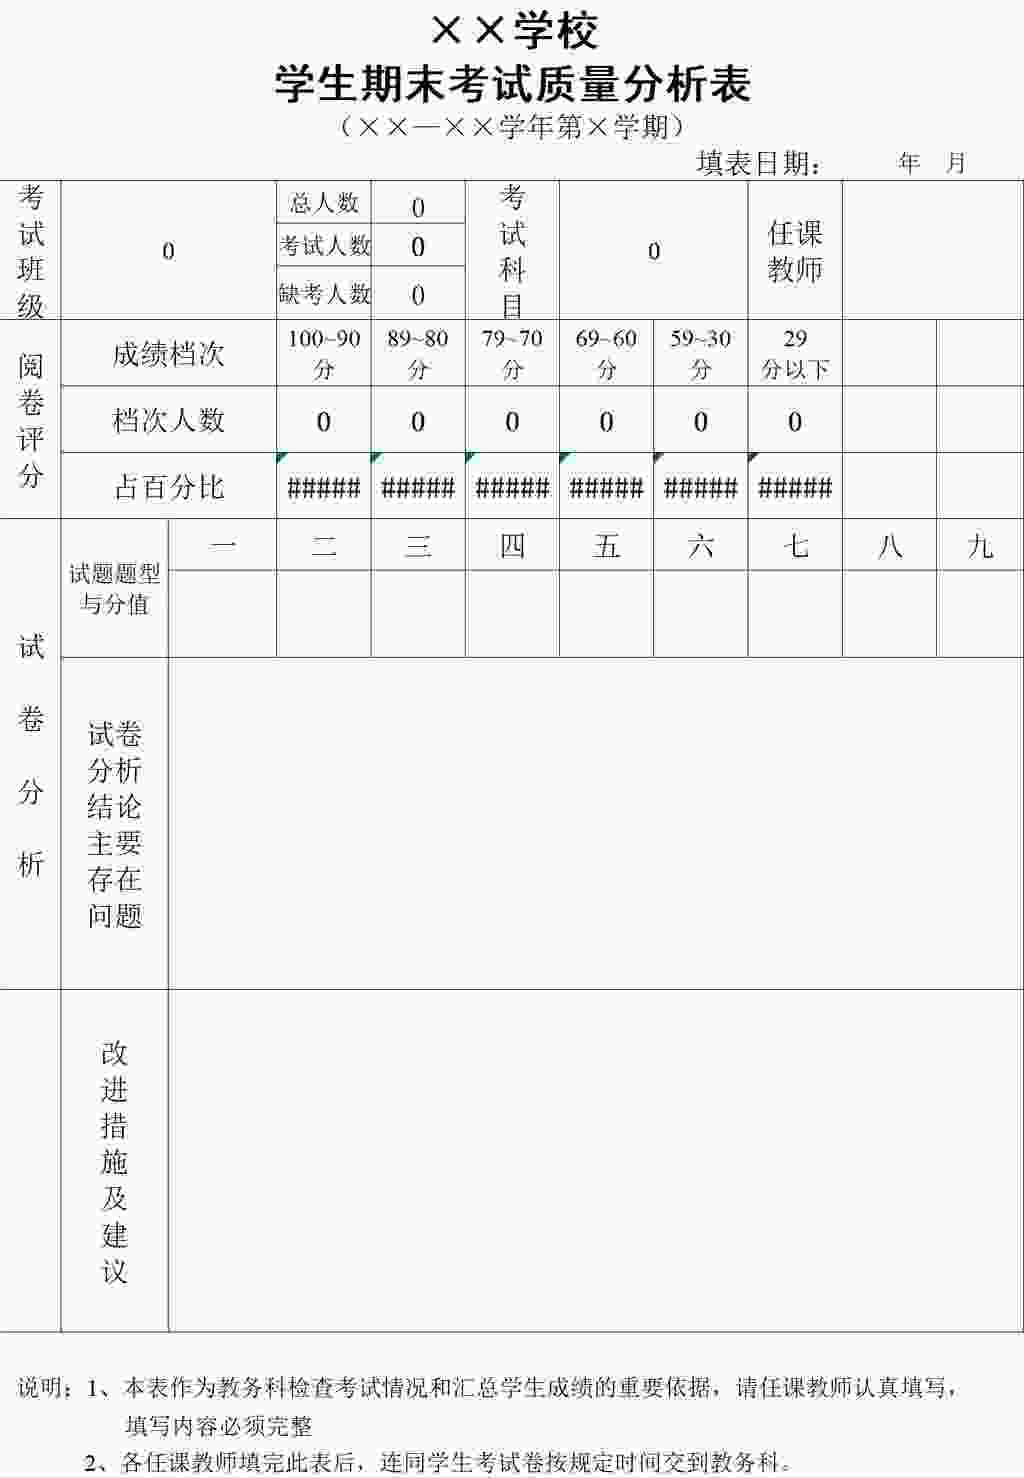 ××学校
学生期末考试质量分析表
（××—××学年第×学期）
填表日期： 年 月
考试班级 0 总人数 0 考试科目 0 任课教师
考试人数 0
缺考人数 0
阅卷评分
成绩档次 100~90分 89~80分 79~70分 69~60分 59~30分 29分以下
档次人数 0 0 0 0 0 0
占百分比 ##### ##### ##### ##### ##### #####
试卷分析
试题题型与分值 一 二 三 四 五 六 七 八 九
试卷
分析
结论
主要
存在
问题
改
进
措
施
及
建
议
说明：1、本表作为教务科检查考试情况和汇总学生成绩的重要依据，请任课教师认真填写，
填写内容必须完整
2、各任课教师填完此表后，连同学生考试卷按规定时间交到教务科。